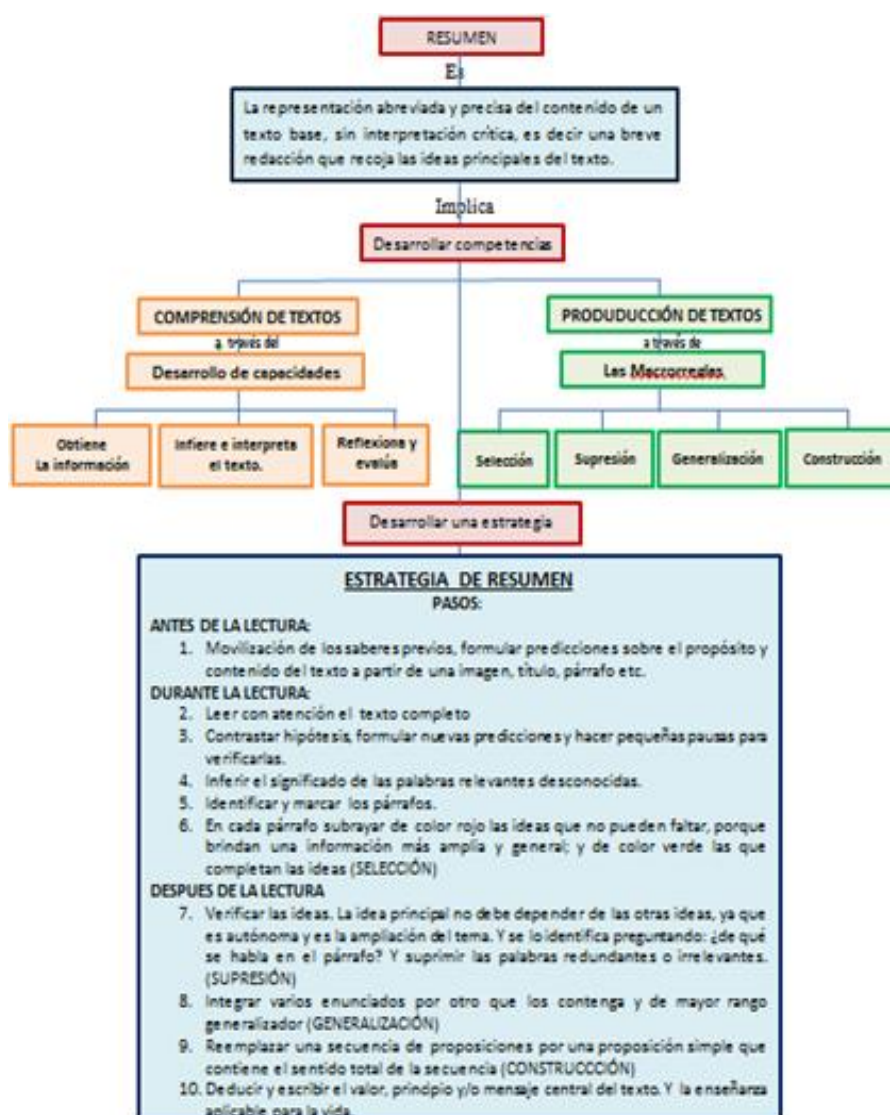 RESUMEN
Es
La representación abreviada y precisa del contenido de un
texto base, sin interpretación crítica, es decir una breve
redacción que recoja las ideas principales del texto.
Implica
Desarrollar competencias
COMPRENSIÓN DE TEXTOS
a través del
Desarrollo de capacidades
Obtiene
La información
Infiere e interpreta
el texto.
Reflexiona y
evalúa
PRODUDUCCIÓN DE TEXTOS
a través de
Las Macrorreglas
Selección
Supresión
Generalización
Construcción
Desarrollar una estrategia
ESTRATEGIA DE RESUMEN
PASOS:
ANTES DE LA LECTURA:
1. Movilización de los saberes previos, formular predicciones sobre el propósito y
contenido del texto a partir de una imagen, título, párrafo etc.
DURANTE LA LECTURA:
2. Leer con atención el texto completo
3. Contrastar hipótesis, formular nuevas predicciones y hacer pequeñas pausas para
verificarlas.
4. Inferir el significado de las palabras relevantes desconocidas.
5. Identificar y marcar los párrafos.
6. En cada párrafo subrayar de color rojo las ideas que no pueden faltar, porque
brindan una información más amplia y general; y de color verde las que
completan las ideas (SELECCIÓN)
DESPUES DE LA LECTURA
7. Verificar las ideas. La idea principal no debe depender de las otras ideas, ya que
es autónoma y es la ampliación del tema. Y se lo identifica preguntando: ¿de qué
se habla en el párrafo? Y suprimir las palabras redundantes o irrelevantes.
(SUPRESIÓN)
8. Integrar varios enunciados por otro que los contenga y de mayor rango
generalizador (GENERALIZACIÓN)
9. Reemplazar una secuencia de proposiciones por una proposición simple que
contiene el sentido total de la secuencia (CONSTRUCCCIÓN)
10. Deducir y escribir el valor, principio y/o mensaje central del texto. Y la enseñanza
aplicable para la vida.